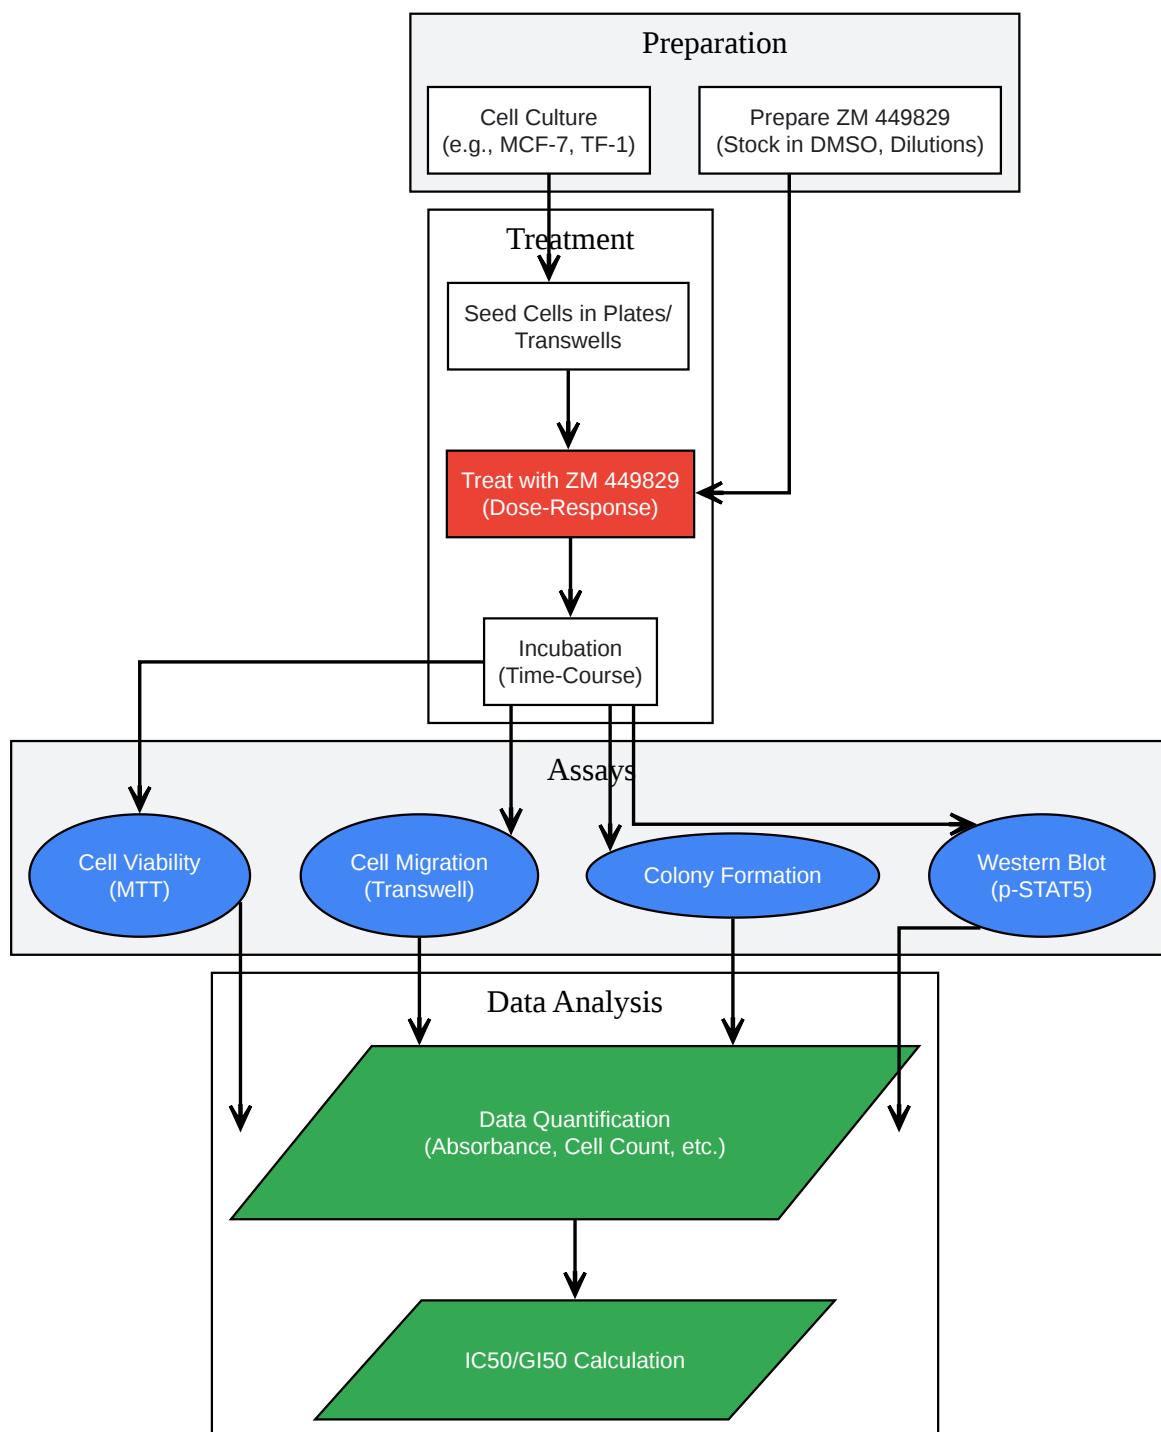 Preparation
Cell Culture
(e.g., MCF-7, TF-1)
Prepare ZM 449829
(Stock in DMSO, Dilutions)
Treatment
Seed Cells in Plates/
Transwells
Treat with ZM 449829
(Dose-Response)
Incubation
(Time-Course)
Assays
Cell Viability
(MTT)
Cell Migration
(Transwell)
Colony Formation
Western Blot
(p-STAT5)
Data Analysis
Data Quantification
(Absorbance, Cell Count, etc.)
IC50/GI50 Calculation